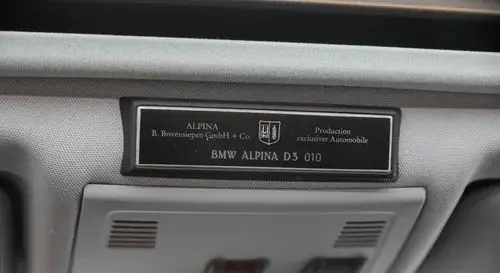 ALPINA
B. Bovensiepen GmbH + Co.
Production
exclusiver Automobile
BMW ALPINA D3 010